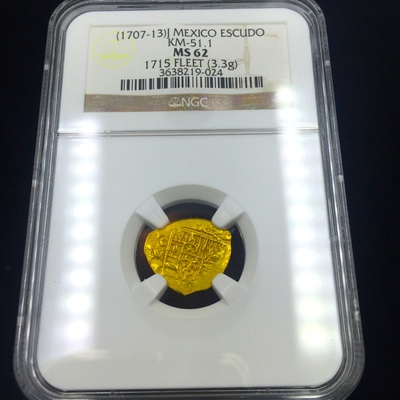 (1707-13)J MEXICO ESCUDO
KM-51.1
MS 62
1715 FLEET (3.3g)
3638219-024
NGC